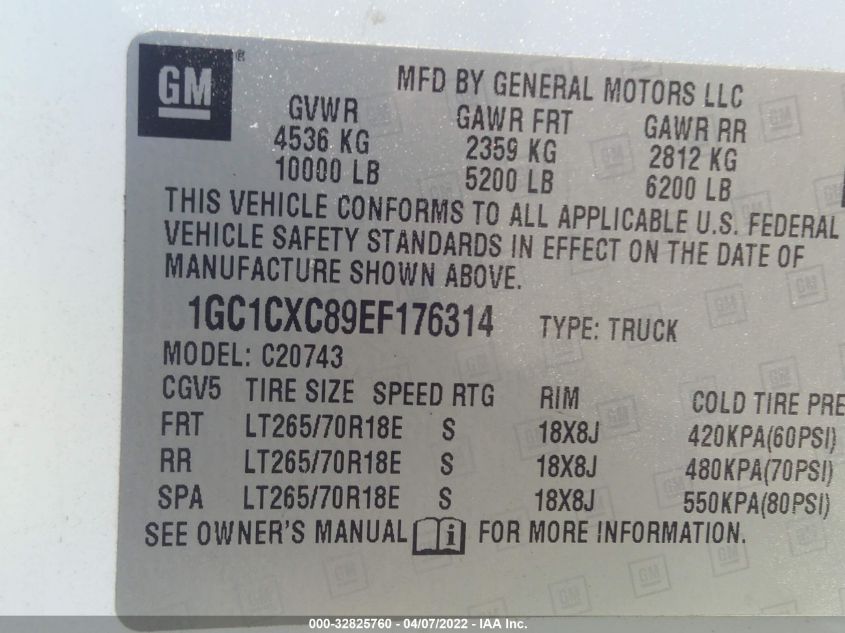 GM ®
MFD BY GENERAL MOTORS LLC
GVWR GAWR FRT GAWR RR
4536 KG 2359 KG 2812 KG
10000 LB 5200 LB 6200 LB
THIS VEHICLE CONFORMS TO ALL APPLICABLE U.S. FEDERAL
VEHICLE SAFETY STANDARDS IN EFFECT ON THE DATE OF
MANUFACTURE SHOWN ABOVE.
1GC1CXC89EF176314 TYPE: TRUCK
MODEL: C20743
CGV5 TIRE SIZE SPEED RTG RIM COLD TIRE PRE
FRT LT265/70R18E S 18X8J 420KPA(60PSI)
RR LT265/70R18E S 18X8J 480KPA(70PSI)
SPA LT265/70R18E S 18X8J 550KPA(80PSI)
SEE OWNER'S MANUAL i FOR MORE INFORMATION.
000-32825760 - 04/07/2022 - IAA Inc.